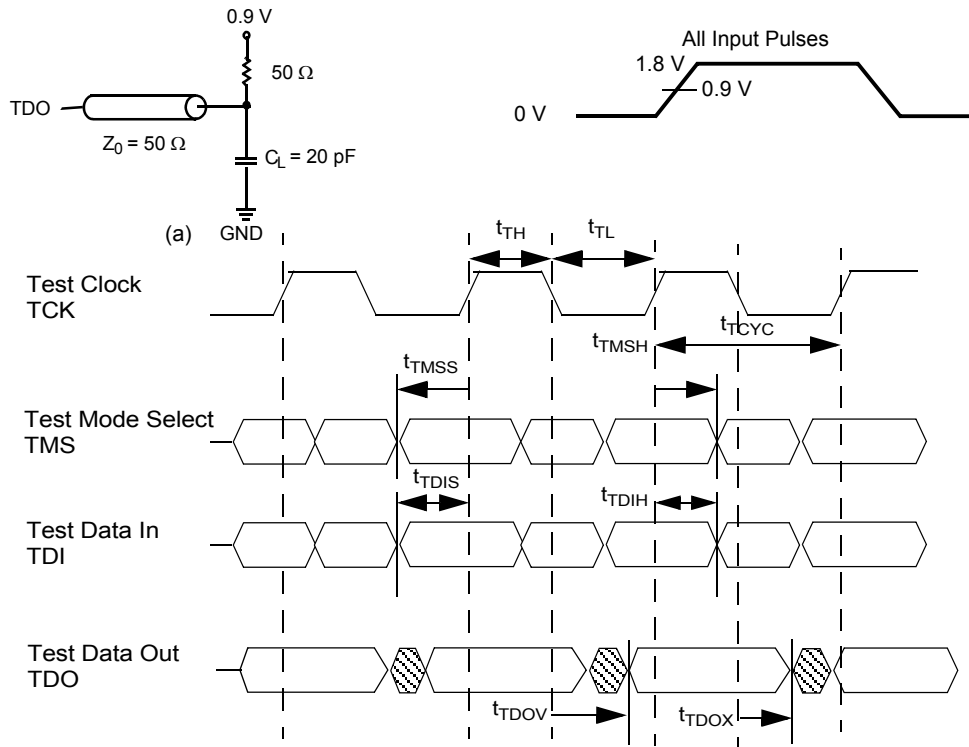 0.9 V
50 Ω
TDO
Z0 = 50 Ω
CL = 20 pF
(a) GND
All Input Pulses
1.8 V
0.9 V
0 V
tTH
tTL
Test Clock
TCK
tTCYC
tTMSH
tTMSS
Test Mode Select
TMS
tTDIS
tTDIH
Test Data In
TDI
Test Data Out
TDO
tTDOV
tTDOX